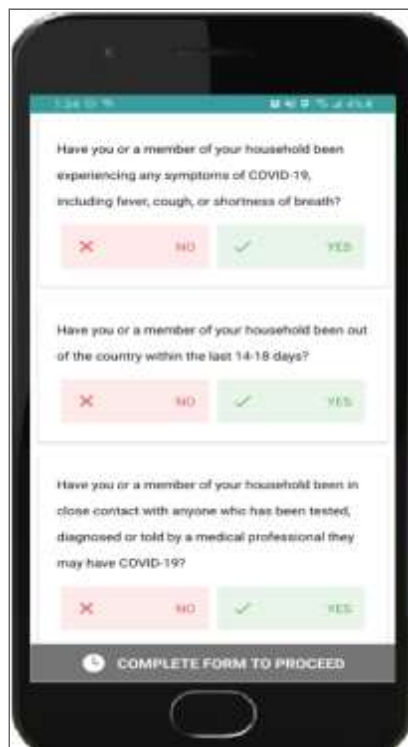 Have you or a member of your household been
experiencing any symptoms of COVID-19,
including fever, cough, or shortness of breath?
NO YES
Have you or a member of your household been out
of the country within the last 14-18 days?
NO YES
Have you or a member of your household been in
close contact with anyone who has been tested,
diagnosed or told by a medical professional they
may have COVID-19?
NO YES
COMPLETE FORM TO PROCEED